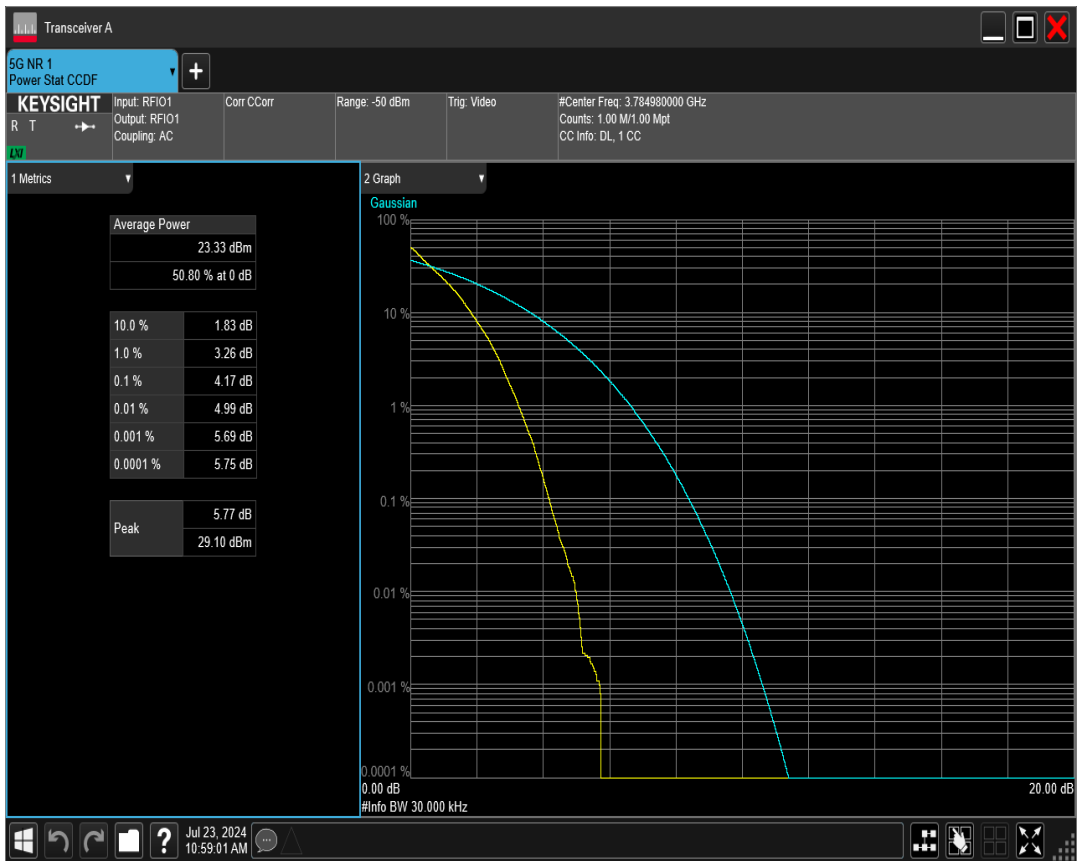 Transceiver A
5G NR 1
Power Stat CCDF
KEYSIGHT
R T
LXI
Input: RFIO1
Output: RFIO1
Coupling: AC
Corr CCorr
Range: -50 dBm
Trig: Video
#Center Freq: 3.784980000 GHz
Counts: 1.00 M/1.00 Mpt
CC Info: DL, 1 CC
1 Metrics
Average Power
23.33 dBm
50.80 % at 0 dB
10.0 % 1.83 dB
1.0 % 3.26 dB
0.1 % 4.17 dB
0.01 % 4.99 dB
0.001 % 5.69 dB
0.0001 % 5.75 dB
Peak 5.77 dB
29.10 dBm
2 Graph
Gaussian
100 %
10 %
1 %
0.1 %
0.01 %
0.001 %
0.0001 %
0.00 dB 20.00 dB
#Info BW 30.000 kHz
Jul 23, 2024
10:59:01 AM